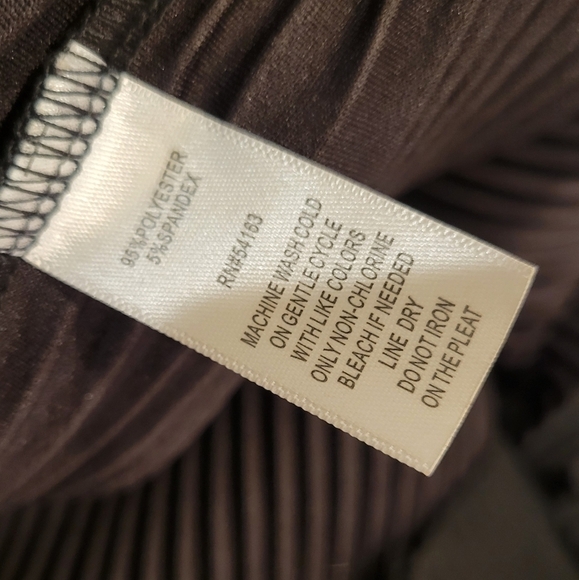 95%POLYESTER
5%SPANDEX
RN#54163
MACHINE WASH COLD
ON GENTLE CYCLE
WITH LIKE COLORS
ONLY NON-CHLORINE
BLEACH IF NEEDED
LINE DRY
DO NOT IRON
ON THE PLEAT